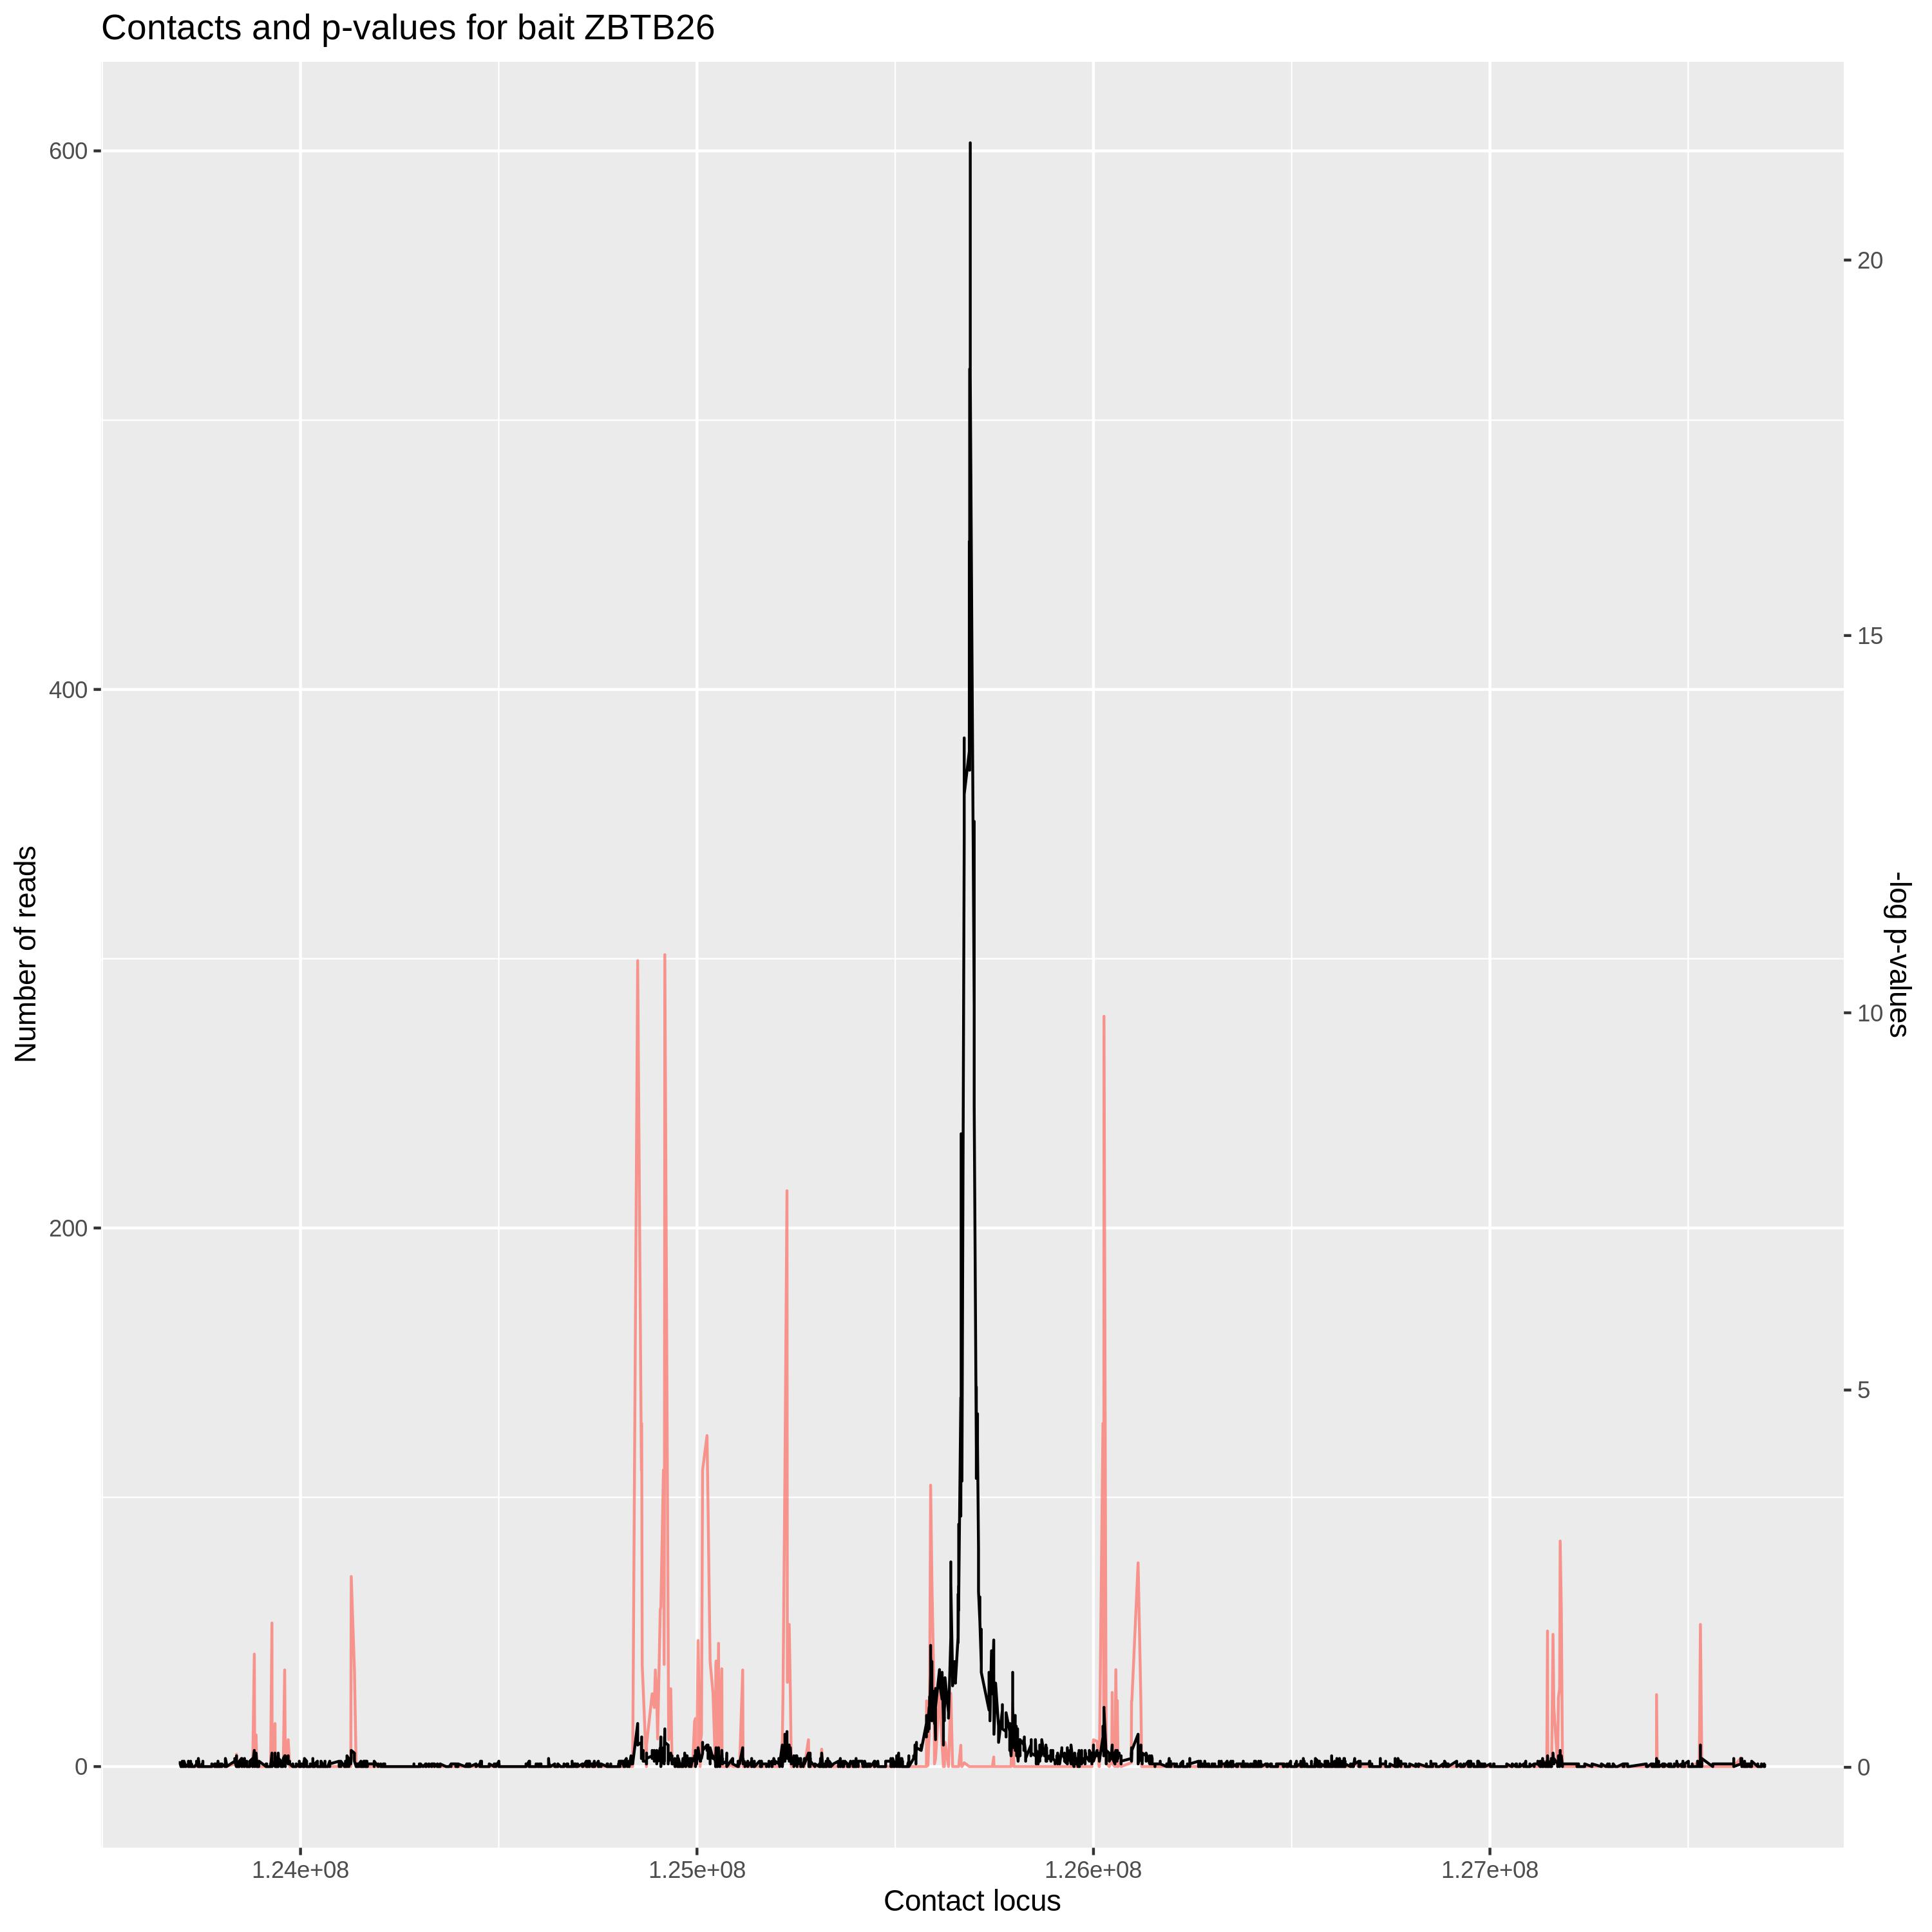 Contacts and p-values for bait ZBTB26
600
400
200
0
Number of reads
20
15
10
5
0
-log p-values
1.24e+08 1.25e+08 1.26e+08 1.27e+08
Contact locus